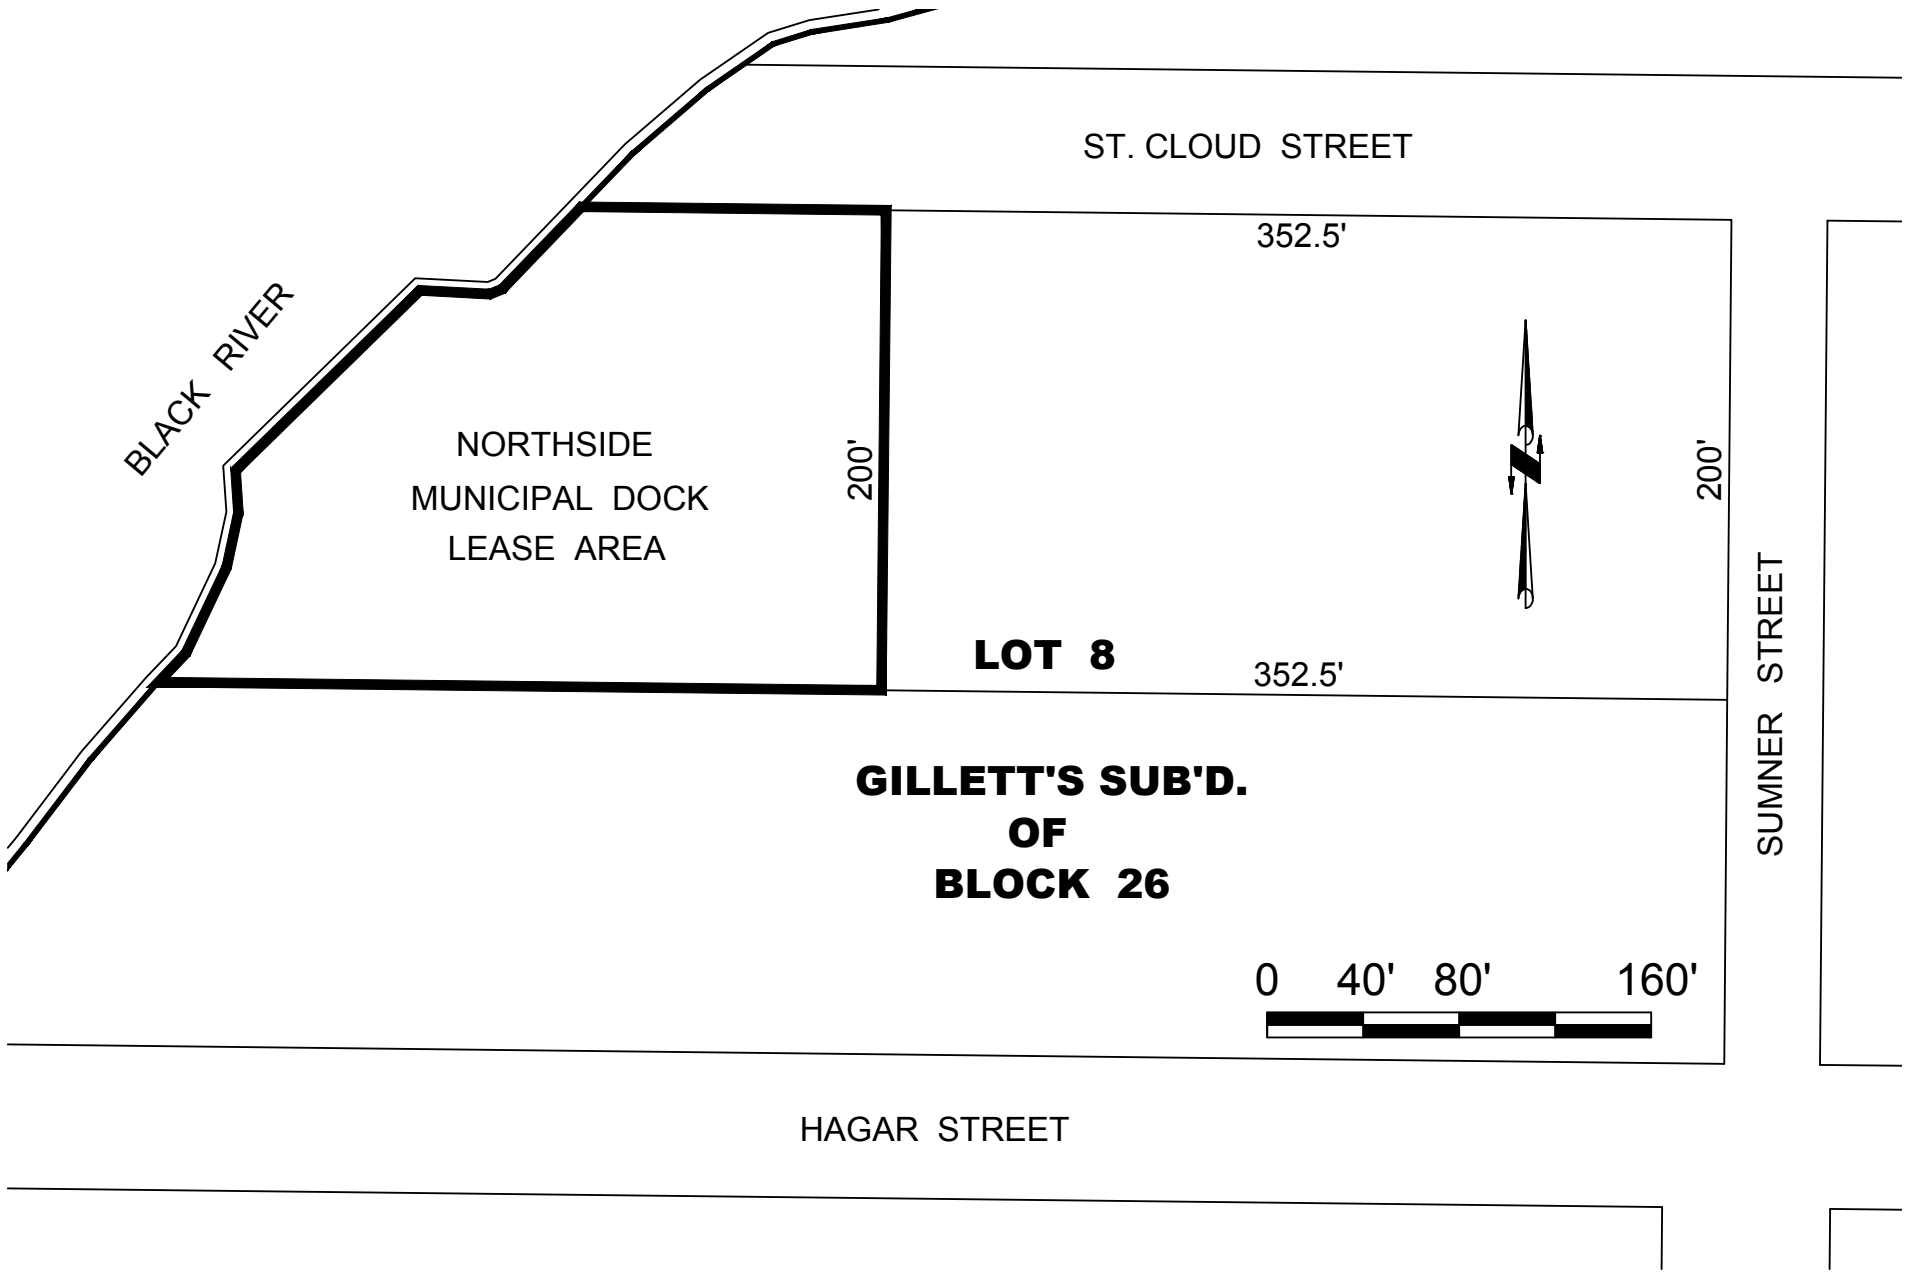 ST. CLOUD STREET
352.5'
BLACK RIVER
NORTHSIDE
MUNICIPAL DOCK
LEASE AREA
200'
200'
LOT 8
352.5'
SUMNER STREET
GILLETT'S SUB'D.
OF
BLOCK 26
0 40' 80' 160'
HAGAR STREET